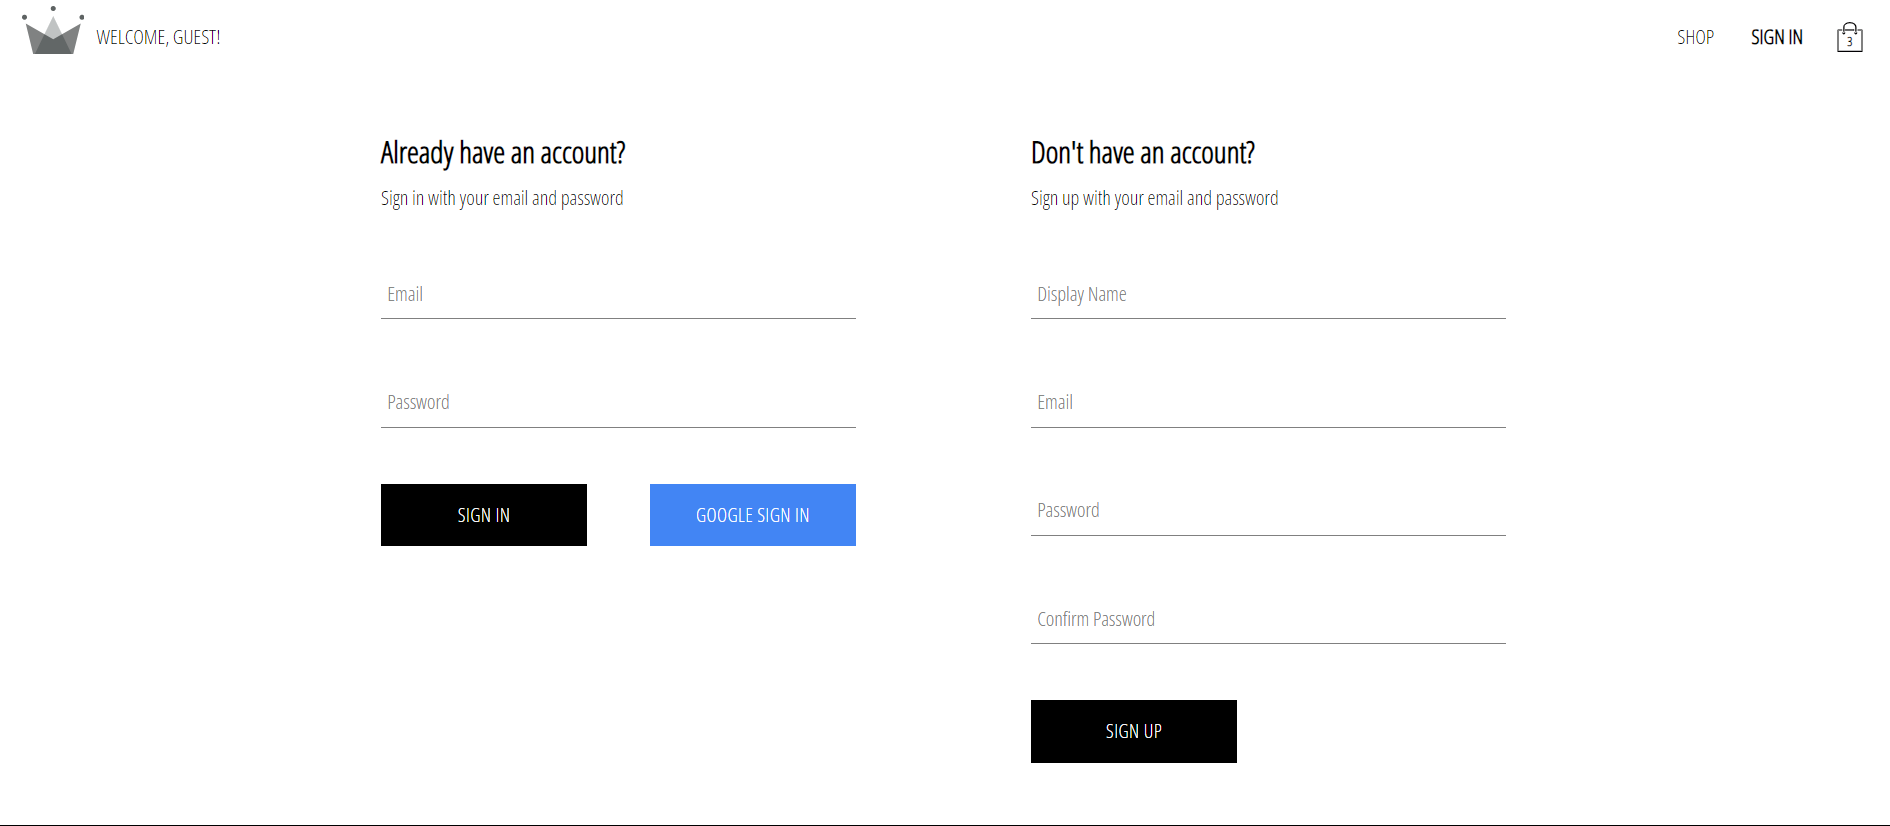 WELCOME, GUEST!
SHOP
SIGN IN
3
Already have an account?
Sign in with your email and password
Email
Password
SIGN IN
GOOGLE SIGN IN
Don't have an account?
Sign up with your email and password
Display Name
Email
Password
Confirm Password
SIGN UP